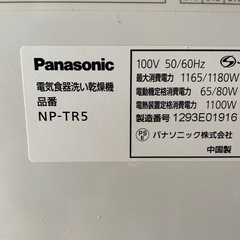 Panasonic
電気食器洗い乾燥機
品番
NP-TR5
100V 50/60Hz
最大消費電力 1165/1180W
電動機定格消費電力 65/80W
電熱装置定格消費電力 1100W
製造番号 1293E01916
PS
E
パナソニック株式会社
中国製